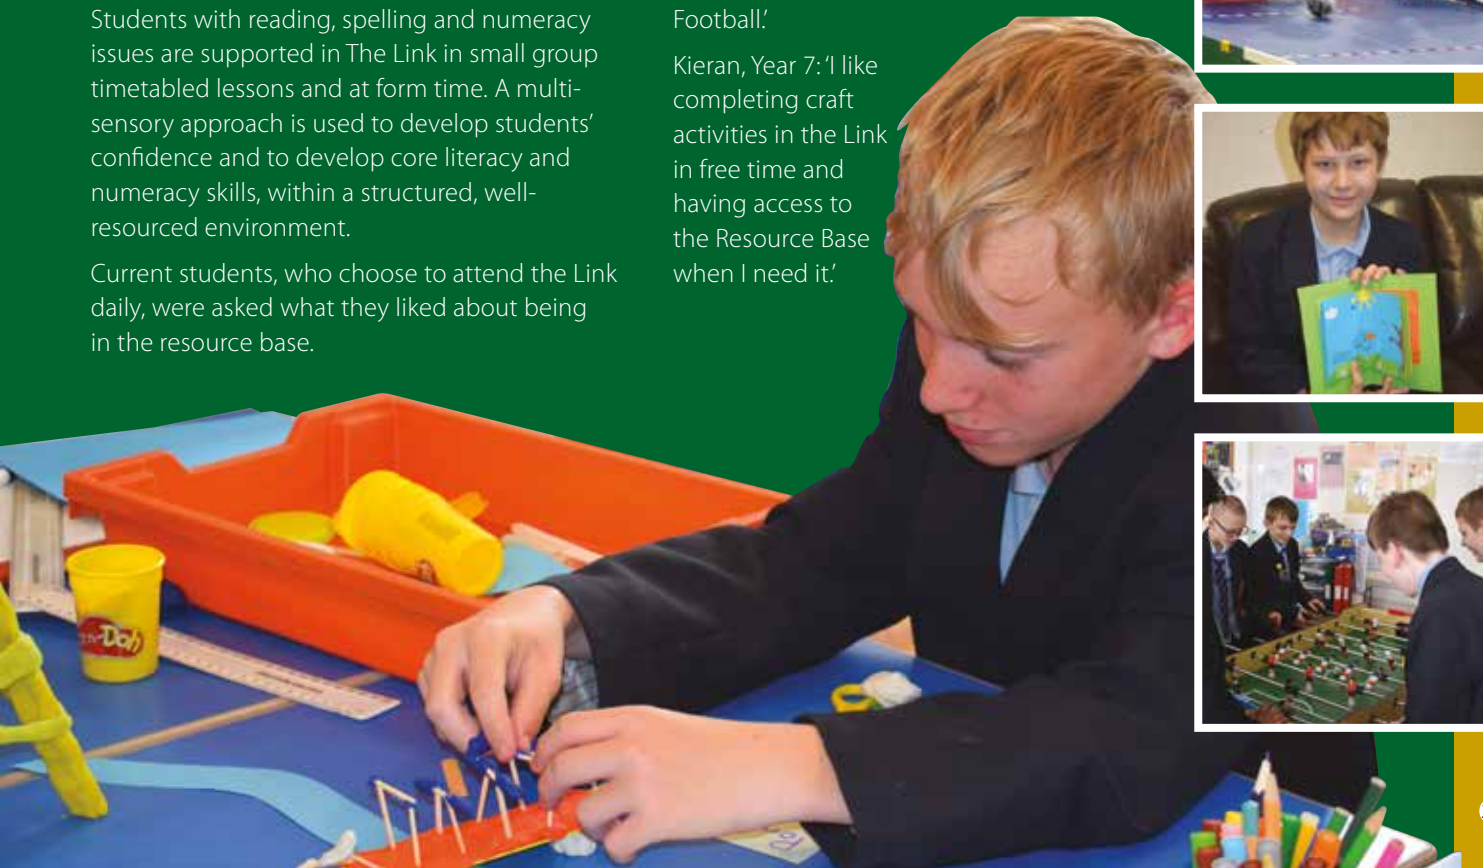 Students with reading, spelling and numeracy
issues are supported in The Link in small group
timetabled lessons and at form time. A multi-
sensory approach is used to develop students’
confidence and to develop core literacy and
numeracy skills, within a structured, well-
resourced environment.
Current students, who choose to attend the Link
daily, were asked what they liked about being
in the resource base.
Football.’
Kieran, Year 7: ‘I like
completing craft
activities in the Link
in free time and
having access to
the Resource Base
when I need it.’
Doh